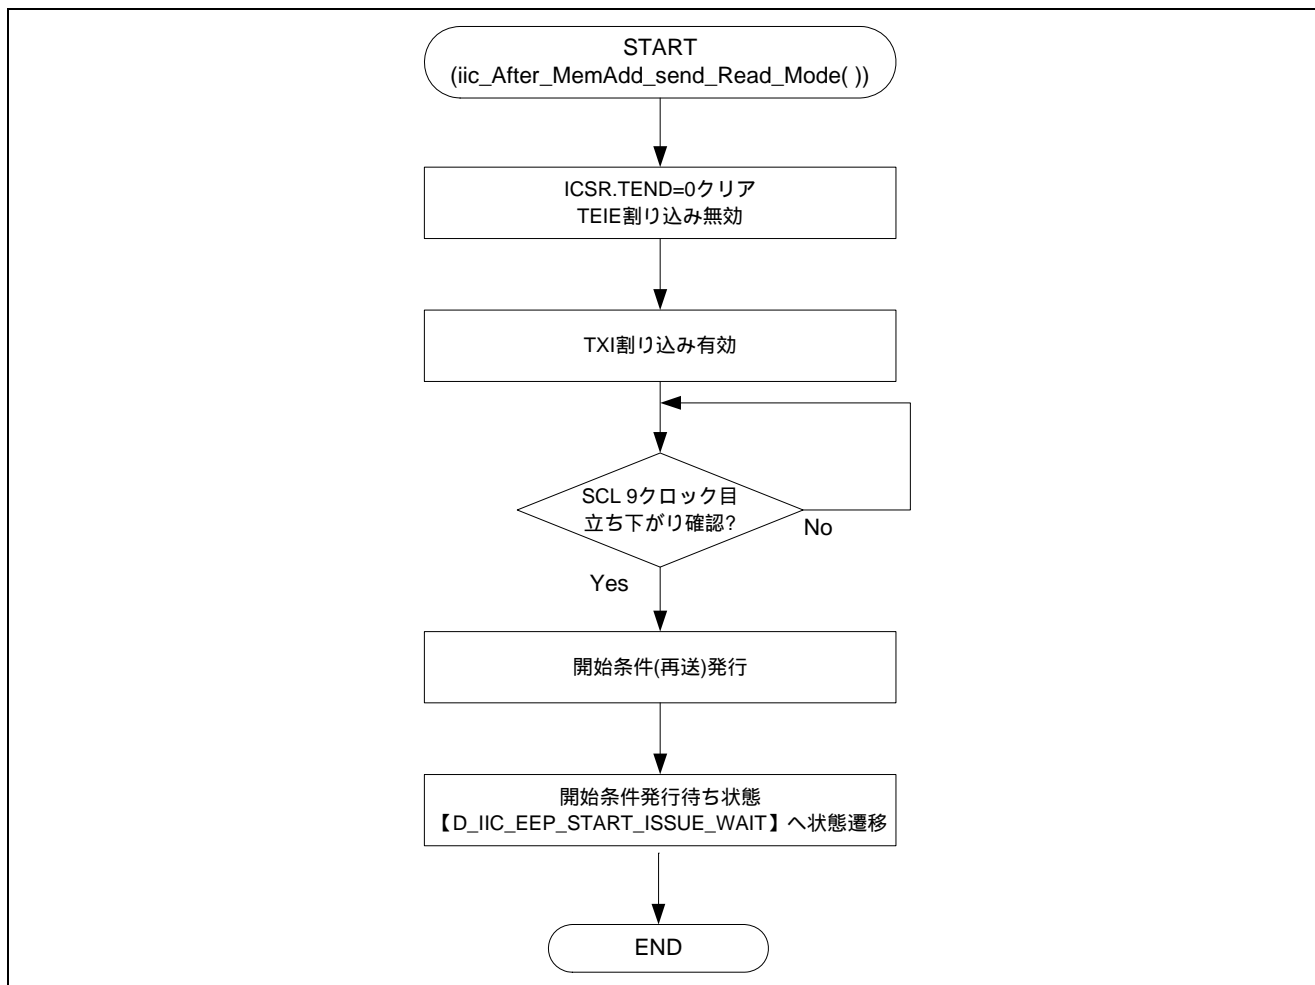 START
(iic_After_MemAdd_send_Read_Mode( ))
ICSR.TEND=0クリア
TEIE割り込み無効
TXI割り込み有効
SCL 9クロック目
立ち下がり確認?
No
Yes
開始条件(再送)発行
開始条件発行待ち状態
【D_IIC_EEP_START_ISSUE_WAIT】へ状態遷移
END